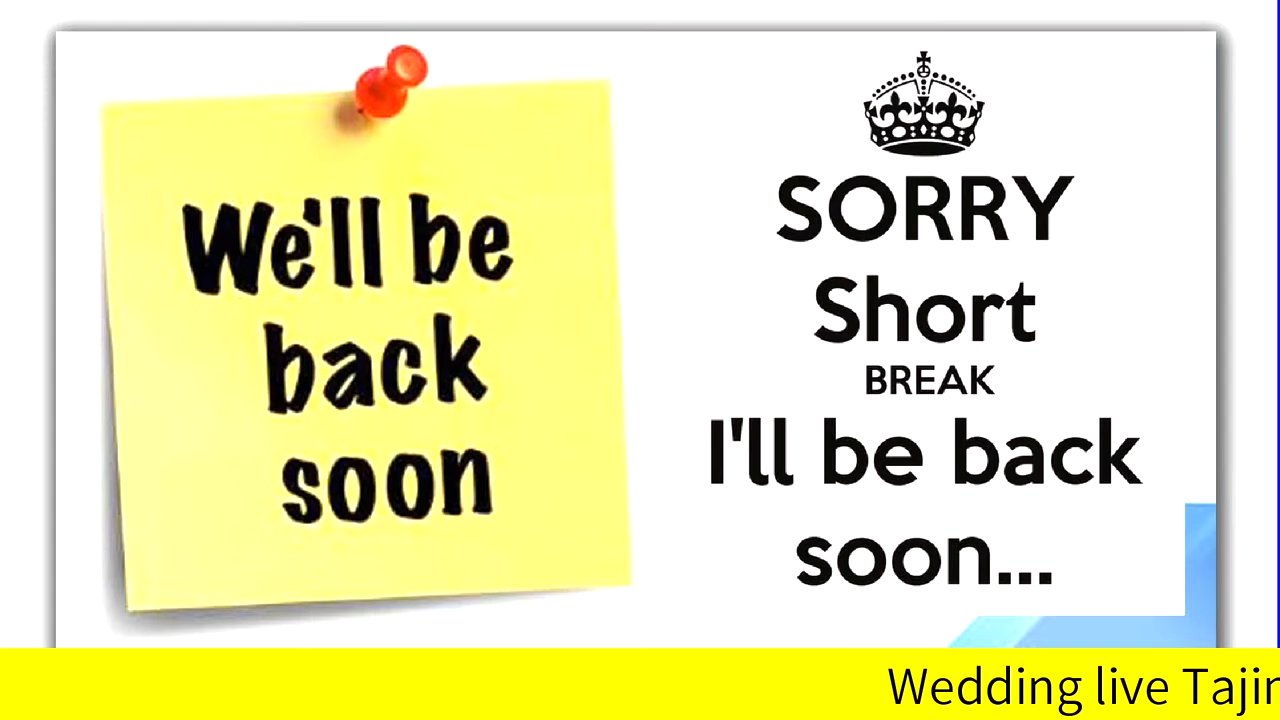 We'll be
back
soon
SORRY
Short
BREAK
I'll be back
soon...
Wedding live